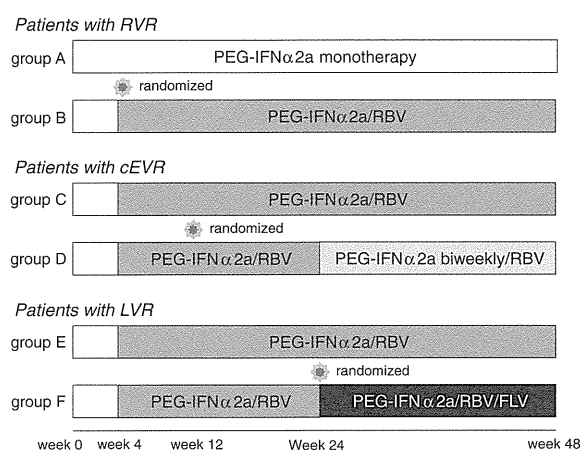 Patients with RVR
group A PEG-IFNα2a monotherapy
randomized
group B PEG-IFNα2a/RBV
Patients with cEVR
group C PEG-IFNα2a/RBV
randomized
group D PEG-IFNα2a/RBV PEG-IFNα2a biweekly/RBV
Patients with LVR
group E PEG-IFNα2a/RBV
randomized
group F PEG-IFNα2a/RBV PEG-IFNα2a/RBV/FLV
week 0 week 4 week 12 Week 24 week 48